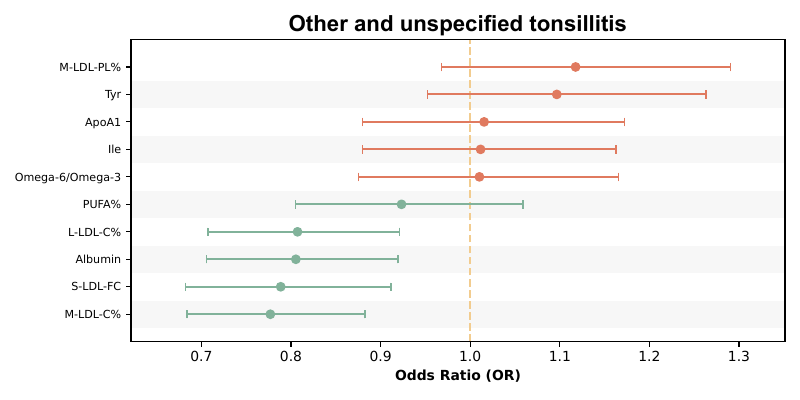 Other and unspecified tonsillitis
M-LDL-PL%
Tyr
ApoA1
Ile
Omega-6/Omega-3
PUFA%
L-LDL-C%
Albumin
S-LDL-FC
M-LDL-C%
0.7 0.8 0.9 1.0 1.1 1.2 1.3
Odds Ratio (OR)